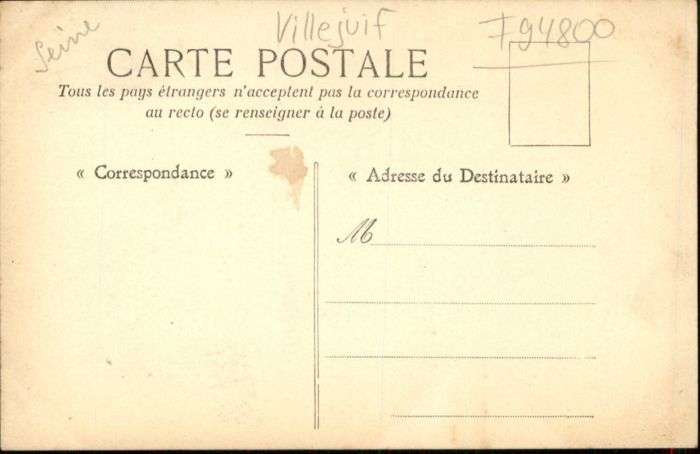 Seine
Villejuif
F94800
CARTE POSTALE
Tous les pays étrangers n'acceptent pas la correspondance
au recto (se renseigner à la poste)
« Correspondance »
« Adresse du Destinataire »
M